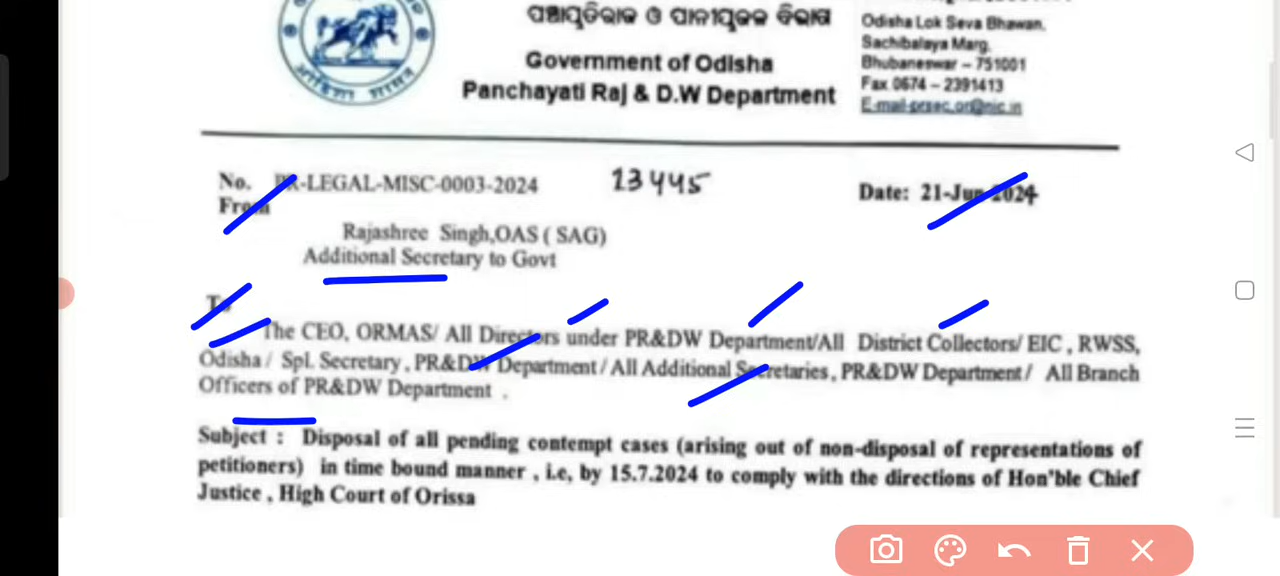 ପଞ୍ଚାୟତିରାଜ ଓ ପାନୀୟଜଳ ବିଭାଗ
Government of Odisha
Panchayati Raj & D.W Department
Odisha Lok Seva Bhawan,
Sachibalaya Marg,
Bhubaneswar – 751001
Fax 0674 – 2391413
E-mail-prsec.or@nic.in
No. PR-LEGAL-MISC-0003-2024 13445 Date: 21-Jun-2024
From
Rajashree Singh,OAS ( SAG)
Additional Secretary to Govt
To
The CEO, ORMAS/ All Directors under PR&DW Department/All District Collectors/ EIC , RWSS,
Odisha / Spl. Secretary , PR&DW Department / All Additional Secretaries , PR&DW Department / All Branch
Officers of PR&DW Department .
Subject : Disposal of all pending contempt cases (arising out of non-disposal of representations of
petitioners) in time bound manner , i.e, by 15.7.2024 to comply with the directions of Hon'ble Chief
Justice , High Court of Orissa